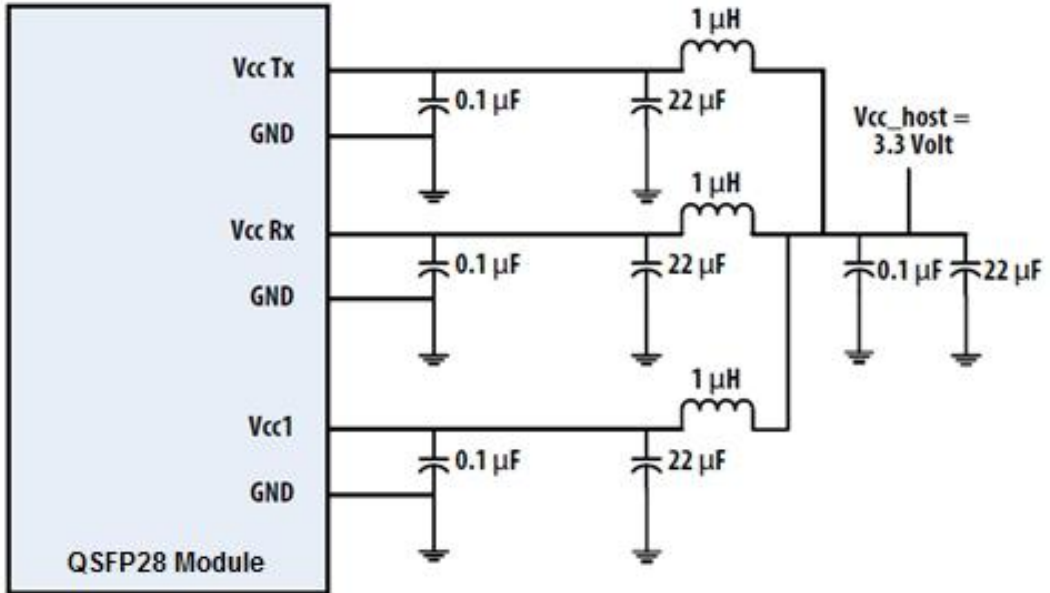 1 μH
Vcc Tx
0.1 μF
22 μF
GND
Vcc_host =
3.3 Volt
1 μH
Vcc Rx
0.1 μF
22 μF
0.1 μF
22 μF
GND
1 μH
Vcc1
0.1 μF
22 μF
GND
QSFP28 Module